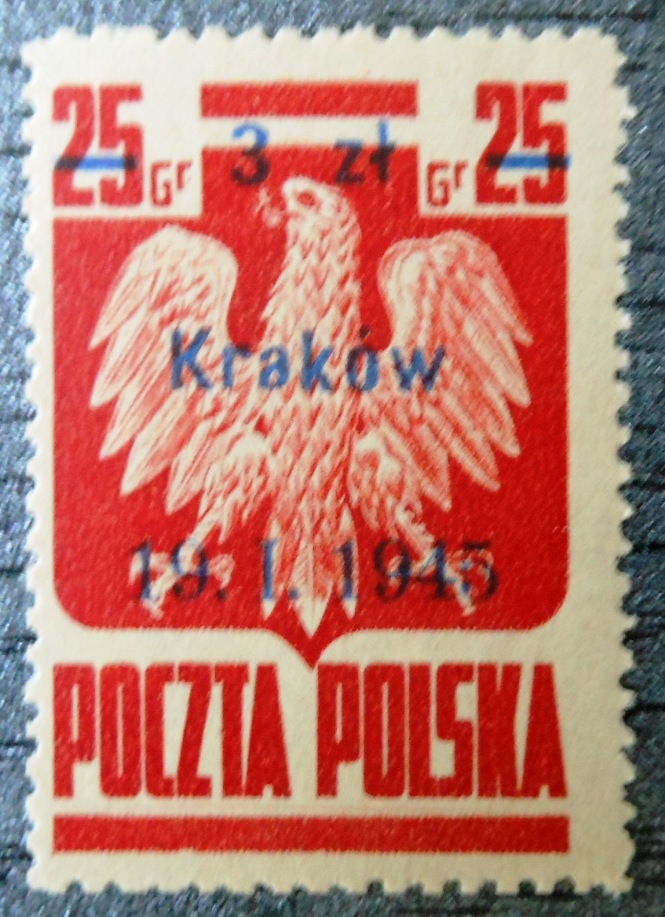 25 Gr 3 zł Gr 25
Kraków
19. I. 1945
POCZTA POLSKA